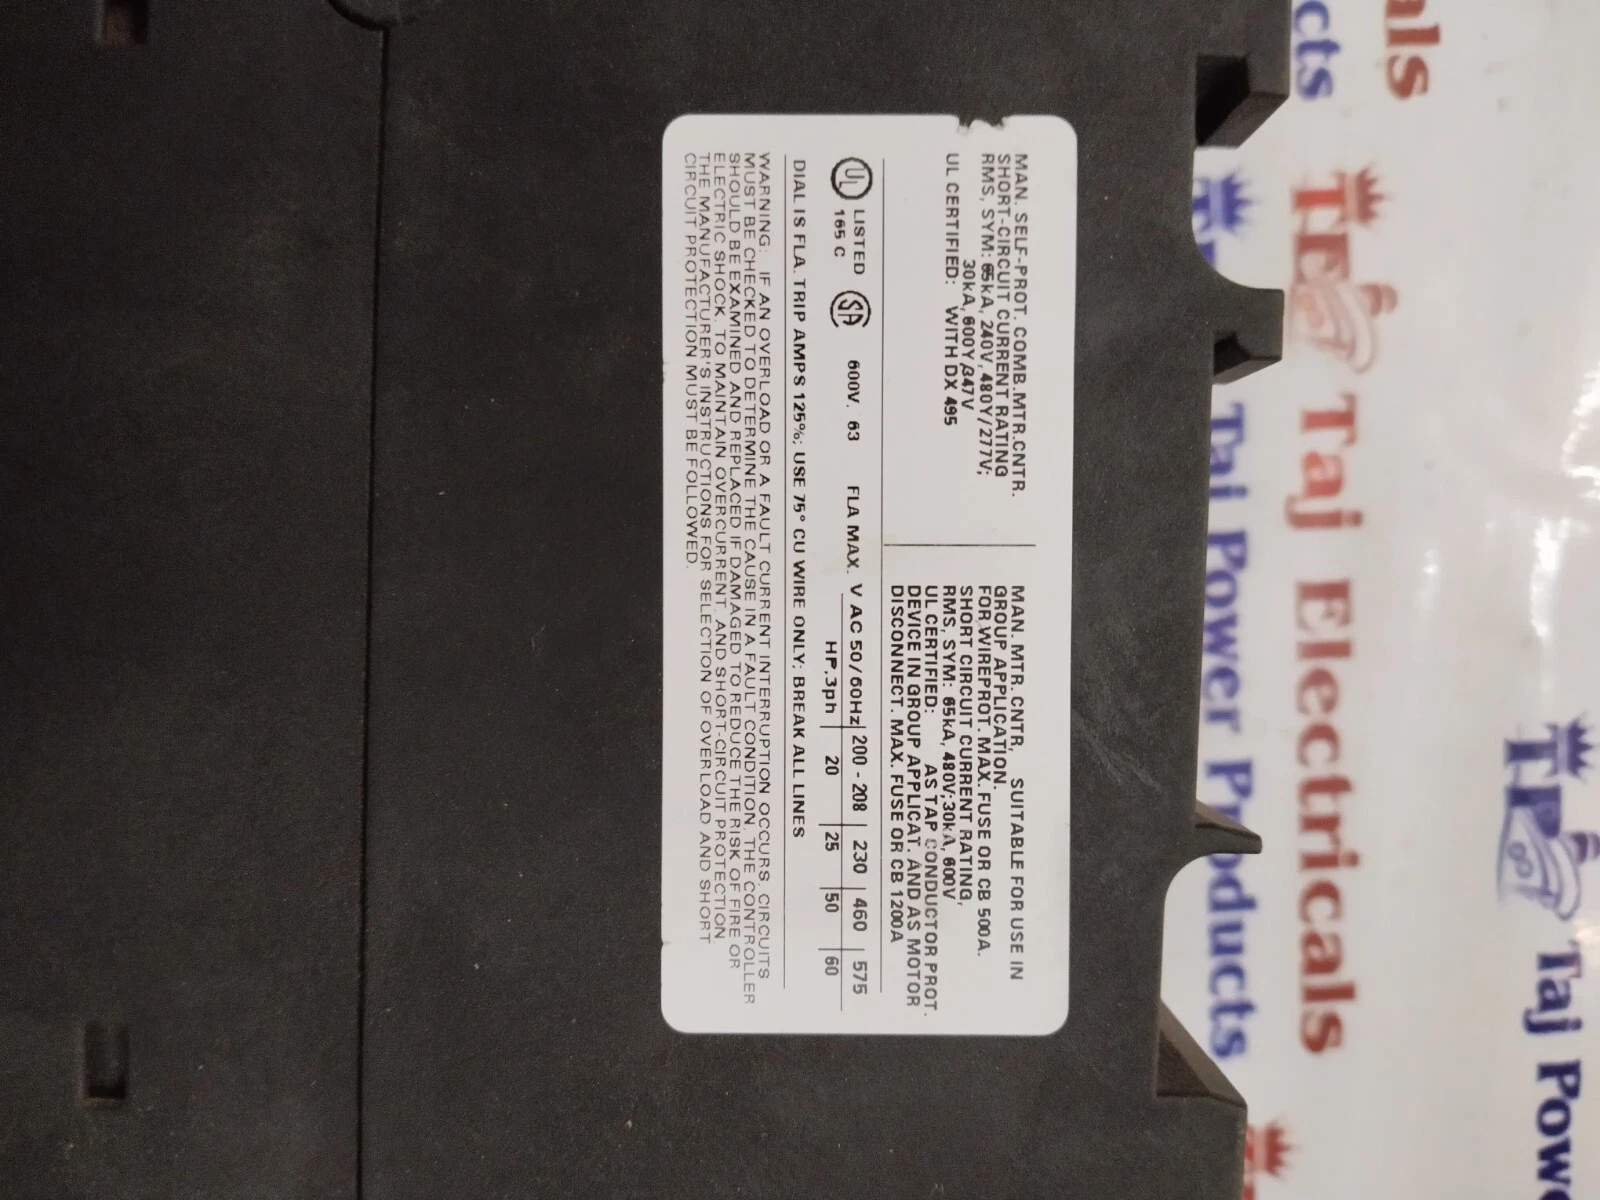 MAN. SELF-PROT. COMB.MTR.CNTR.
SHORT-CIRCUIT CURRENT RATING
RMS, SYM: 65kA, 240V, 480Y/277V;
30kA, 600Y/347V
UL CERTIFIED: WITH DX 495
MAN. MTR. CNTR, SUITABLE FOR USE IN
GROUP APPLICATION.
FOR WIREPROT. MAX. FUSE OR CB 500A.
SHORT CIRCUIT CURRENT RATING,
RMS, SYM: 65kA, 480V;30kA, 600V
UL CERTIFIED: AS TAP CONDUCTOR PROT.
DEVICE IN GROUP APPLICAT. AND AS MOTOR
DISCONNECT. MAX. FUSE OR CB 1200A
UL LISTED 165 C SA 600V. 63 FLA MAX.
V AC 50/60Hz 200 - 208 230 460 575
HP,3ph 20 25 50 60
DIAL IS FLA. TRIP AMPS 125%; USE 75° CU WIRE ONLY; BREAK ALL LINES
WARNING: IF AN OVERLOAD OR A FAULT CURRENT INTERRUPTION OCCURS, CIRCUITS
MUST BE CHECKED TO DETERMINE THE CAUSE IN A FAULT CONDITION, THE CONTROLLER
SHOULD BE EXAMINED AND REPLACED IF DAMAGED TO REDUCE THE RISK OF FIRE OR
ELECTRIC SHOCK. TO MAINTAIN OVERCURRENT, AND SHORT-CIRCUIT PROTECTION
THE MANUFACTURER'S INSTRUCTIONS FOR SELECTION OF OVERLOAD AND SHORT
CIRCUIT PROTECTION MUST BE FOLLOWED.
als
cts
TE Taj Electricals
Taj Power Products
TP Taj Pow